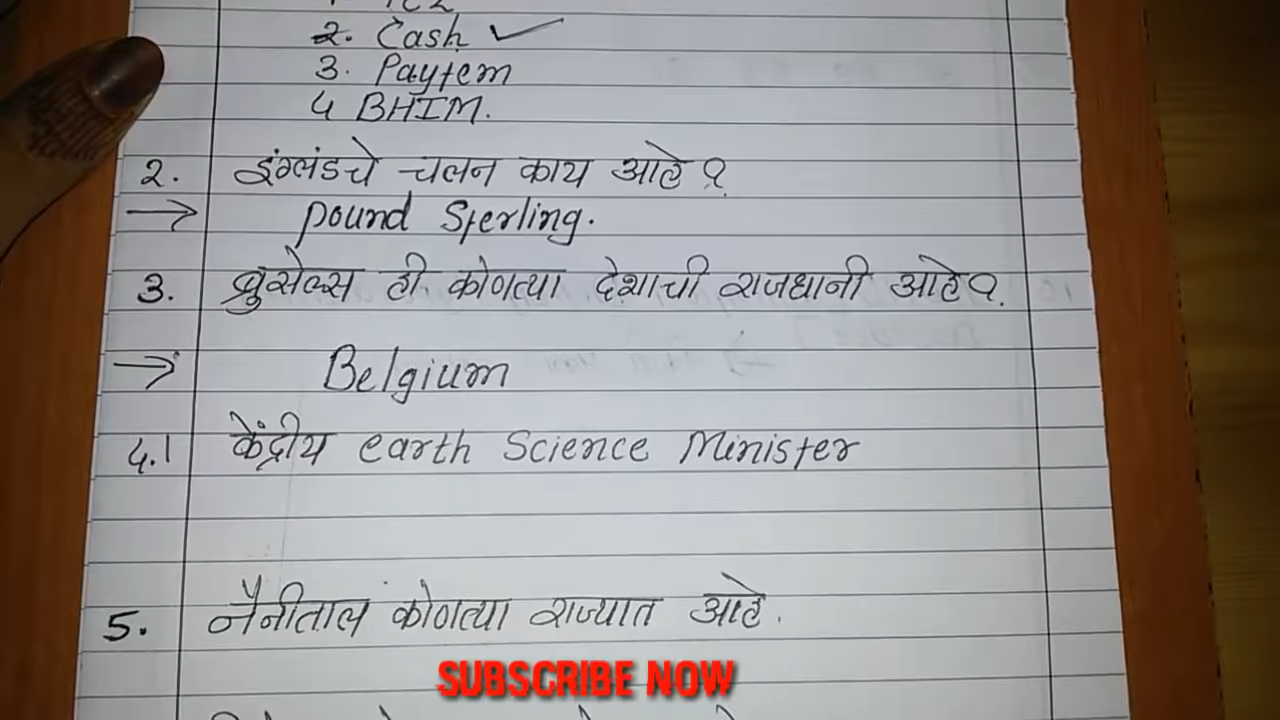 2. Cash ✓
3. Paytem
4 BHIM.
2. इंग्लंडचे चलन काय आहे?
→ Pound Sterling.
3. ब्रुसेल्स ही कोणत्या देशाची राजधानी आहे?
→ Belgium
4.1 केंद्रीय earth Science Minister
5. नैनीताल कोणत्या राज्यात आहे.
SUBSCRIBE NOW